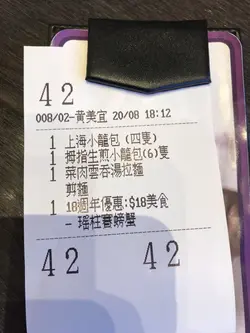 42
008/02-黃美宜 20/08 18:12
1 上海小籠包 (四隻)
1 拇指生煎小籠包(6)隻
1 菜肉雲吞湯拉麵
剪麵
1 18週年優惠:$18美食
- 瑤柱賽螃蟹
42 42